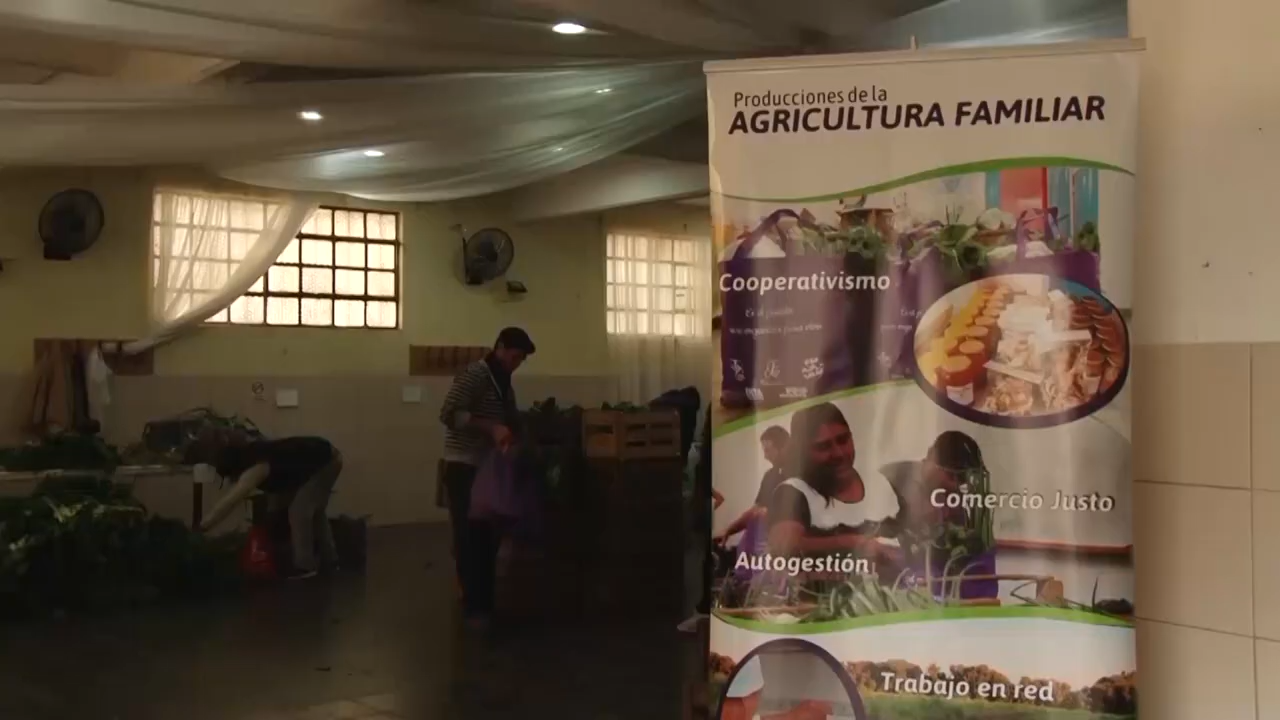 Producciones de la
AGRICULTURA FAMILIAR
Cooperativismo
Comercio Justo
Autogestión
Trabajo en red